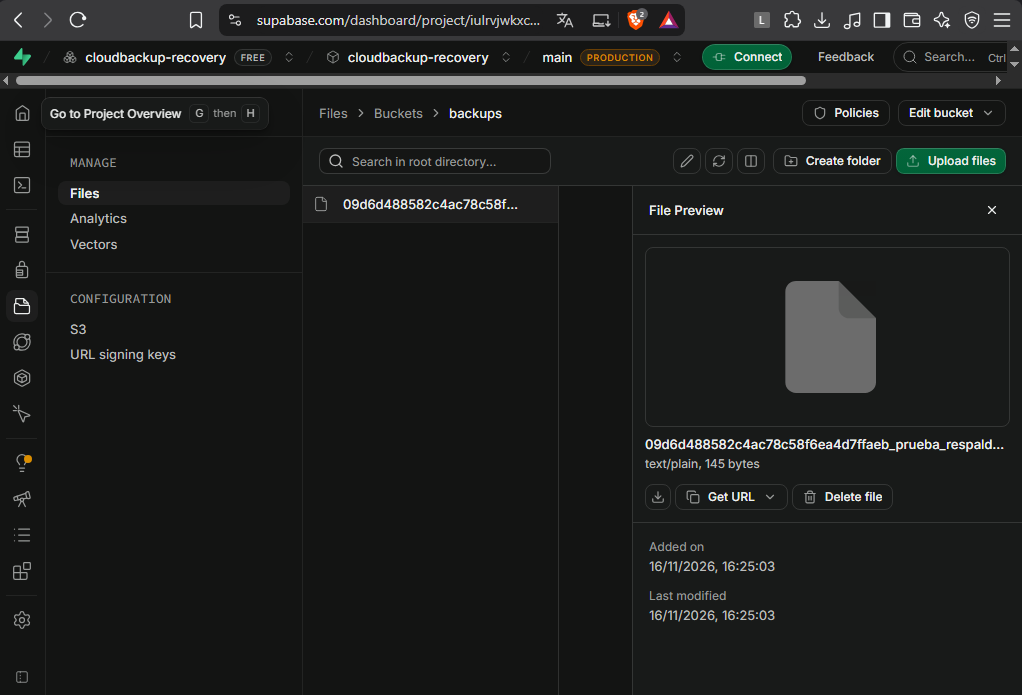 supabase.com/dashboard/project/iulrvjwkxc...
2
L
cloudbackup-recovery FREE
cloudbackup-recovery
main PRODUCTION
Connect
Feedback
Search... Ctrl
Go to Project Overview G then H
Files > Buckets > backups
Policies
Edit bucket
MANAGE
Files
Analytics
Vectors
CONFIGURATION
S3
URL signing keys
Search in root directory...
Create folder
Upload files
09d6d488582c4ac78c58f...
File Preview
09d6d488582c4ac78c58f6ea4d7ffaeb_prueba_respald...
text/plain, 145 bytes
Get URL
Delete file
Added on
16/11/2026, 16:25:03
Last modified
16/11/2026, 16:25:03